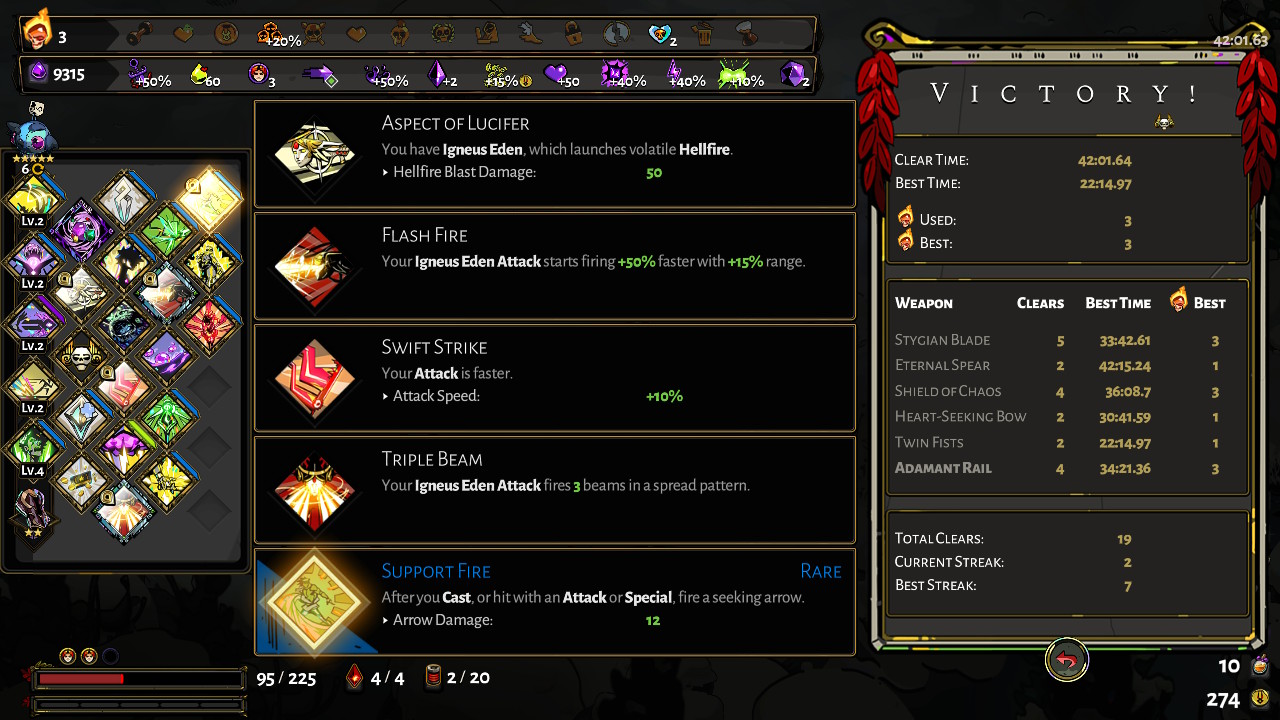 3
+20%
2
9315
+50%
60
3
+50%
+2
+15%
+50
+40%
+40%
+10%
2
42:01.63
VICTORY!
6
Lv.2
Lv.2
Lv.2
Lv.2
Lv.4
ASPECT OF LUCIFER
You have Igneus Eden, which launches volatile Hellfire.
Hellfire Blast Damage: 50
FLASH FIRE
Your Igneus Eden Attack starts firing +50% faster with +15% range.
SWIFT STRIKE
Your Attack is faster.
Attack Speed: +10%
TRIPLE BEAM
Your Igneus Eden Attack fires 3 beams in a spread pattern.
SUPPORT FIRE RARE
After you Cast, or hit with an Attack or Special, fire a seeking arrow.
Arrow Damage: 12
95 / 225
4 / 4
2 / 20
CLEAR TIME: 42:01.64
BEST TIME: 22:14.97
USED: 3
BEST: 3
WEAPON CLEARS BEST TIME BEST
STYGIAN BLADE 5 33:42.61 3
ETERNAL SPEAR 2 42:15.24 1
SHIELD OF CHAOS 4 36:08.7 3
HEART-SEEKING BOW 2 30:41.59 1
TWIN FISTS 2 22:14.97 1
ADAMANT RAIL 4 34:21.36 3
TOTAL CLEARS: 19
CURRENT STREAK: 2
BEST STREAK: 7
10
274